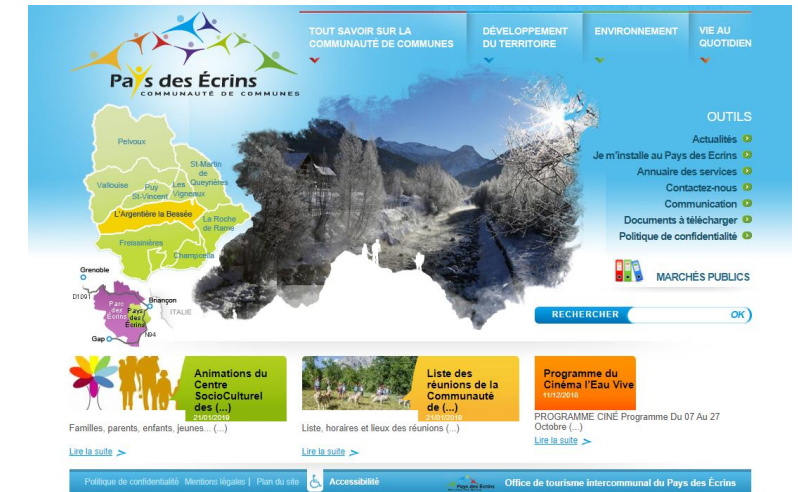 TOUT SAVOIR SUR LA
COMMUNAUTÉ DE COMMUNES
DÉVELOPPEMENT
DU TERRITOIRE
ENVIRONNEMENT
VIE AU
QUOTIDIEN
Pays des Écrins
COMMUNAUTÉ DE COMMUNES
Pelvoux
St-Martin
de
Queyrières
Vallouise
Puy
St-Vincent
Les
Vigneaux
L'Argentière la Bessée
La Roche
de Rame
Freissinières
Champcella
Grenoble
D1091
Briançon
Parc
des
Écrins
Pays
des
Écrins
ITALIE
N94
Gap
OUTILS
Actualités
Je m'installe au Pays des Ecrins
Annuaire des services
Contactez-nous
Communication
Documents à télécharger
Politique de confidentialité
MARCHÉS PUBLICS
RECHERCHER
OK
Animations du
Centre
SocioCulturel
des (...)
21/01/2019
Familles, parents, enfants, jeunes... (...)
Lire la suite
Liste des
réunions de la
Communauté
de (...)
21/01/2019
Liste, horaires et lieux des réunions (...)
Lire la suite
Programme du
Cinéma l'Eau Vive
11/12/2018
PROGRAMME CINÉ Programme Du 07 Au 27
Octobre (...)
Lire la suite
Politique de confidentialité Mentions légales | Plan du site
Accessibilité
Pays des Écrins
Office de tourisme intercommunal du Pays des Écrins